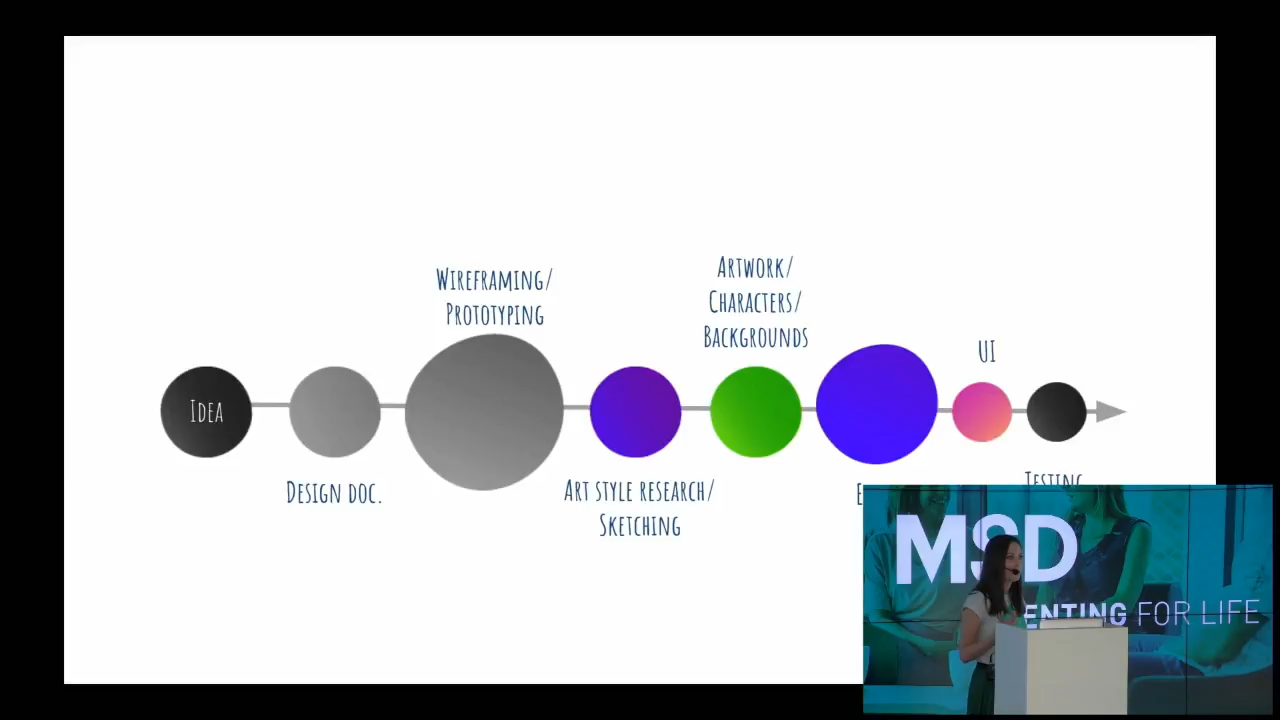 Wireframing/
Prototyping
Artwork/
Characters/
Backgrounds
UI
Idea
Design doc.
Art style research/
Sketching
Testing
MSD
ENTING FOR LIFE